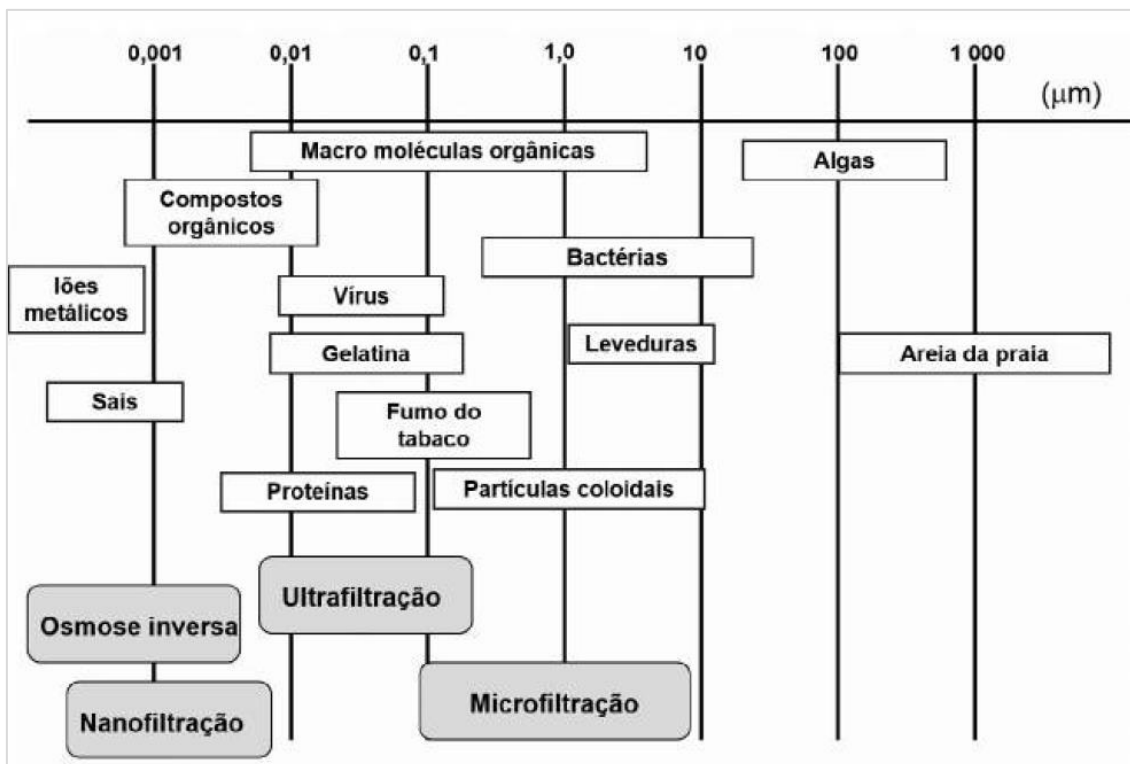 0,001 0,01 0,1 1,0 10 100 1 000
(μm)
Macro moléculas orgânicas
Algas
Compostos
orgânicos
Bactérias
Iões
metálicos
Vírus
Gelatina
Leveduras
Areia da praia
Sais
Fumo do
tabaco
Proteínas
Partículas coloidais
Ultrafiltração
Osmose inversa
Microfiltração
Nanofiltração